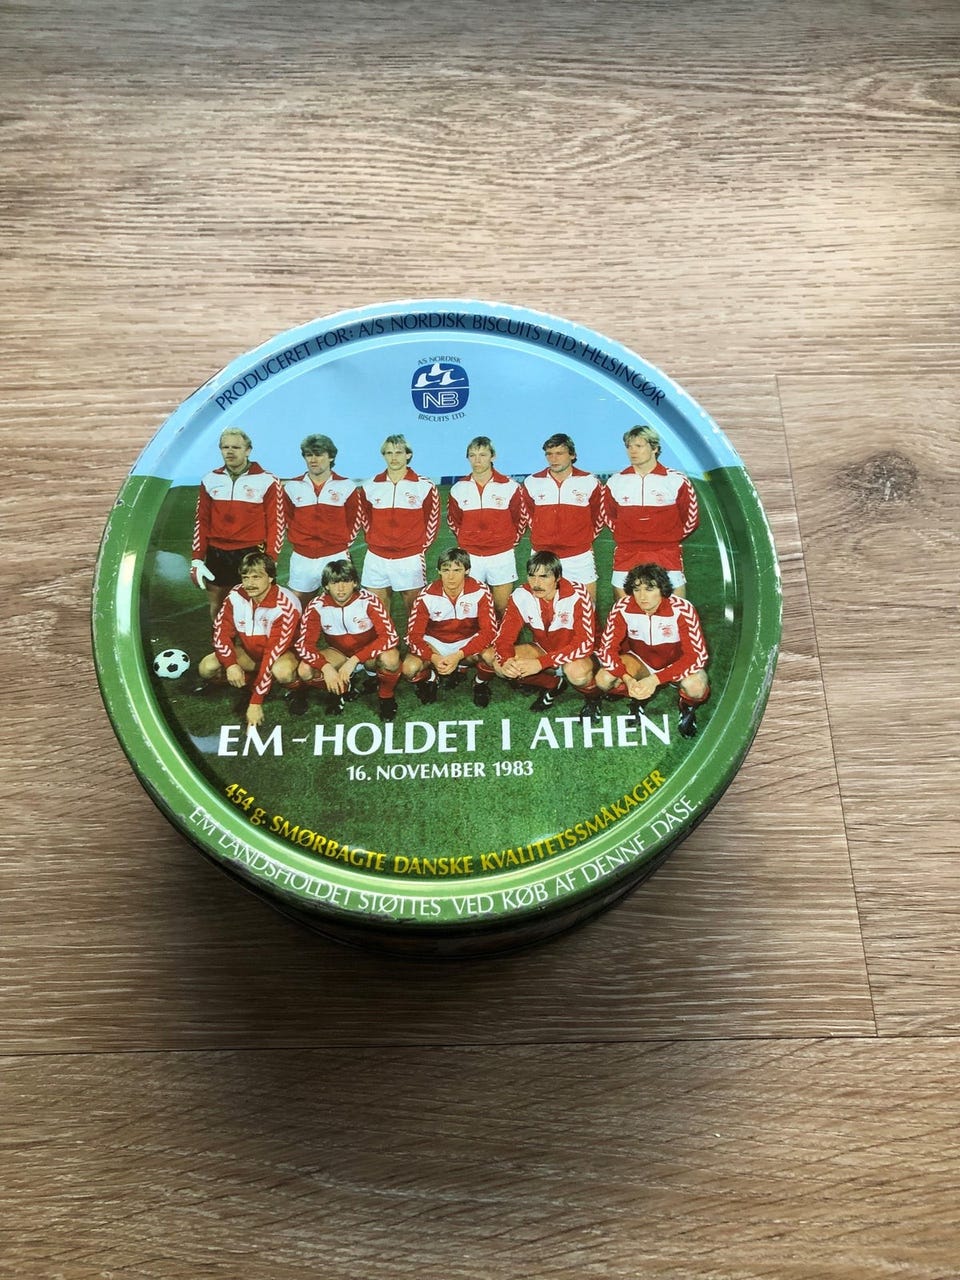 PRODUCERET FOR: A/S NORDISK BISCUITS LTD. HELSINGØR
A/S NORDISK
NB
BISCUITS LTD.
EM-HOLDET I ATHEN
16. NOVEMBER 1983
454 g. SMØRBAGTE DANSKE KVALITETSSMÅKAGER
EM LANDSHOLDET STØTTES VED KØB AF DENNE DÅSE.